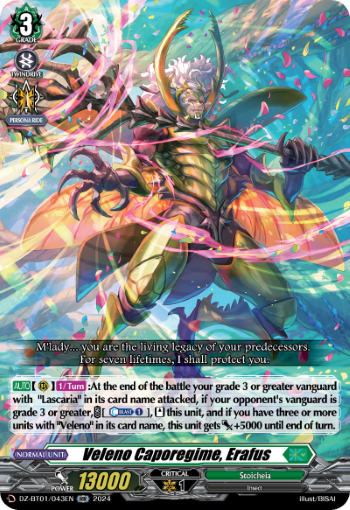 3
GRADE
TWINDRIVE
PERSONA RIDE
M'lady... you are the living legacy of your predecessors.
For seven lifetimes, I shall protect you.
AUTO 1/Turn :At the end of the battle your grade 3 or greater vanguard
with "Lascaria" in its card name attacked, if your opponent's vanguard is
grade 3 or greater, [ BLAST 1 ], this unit, and if you have three or more
units with "Veleno" in its card name, this unit gets +5000 until end of turn.
NORMAL UNIT Veleno Caporegime, Erafus
POWER 13000 CRITICAL 1 Stoicheia
Insect
DZ-BT01/043EN 2024 illust/BISAI